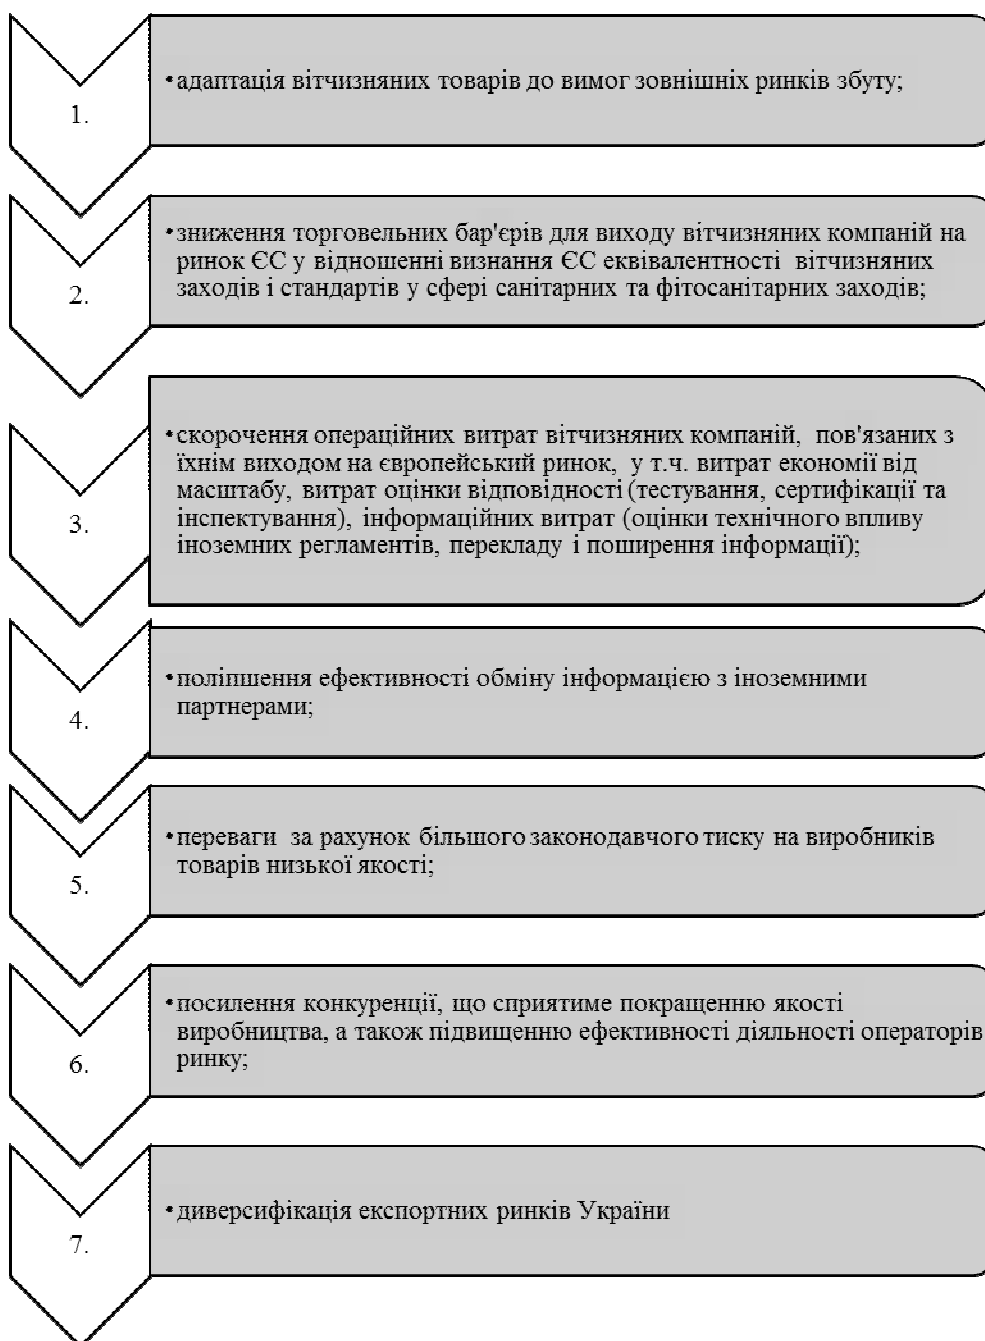 1.
•адаптація вітчизняних товарів до вимог зовнішніх ринків збуту;
2.
•зниження торговельних бар'єрів для виходу вітчизняних компаній на
ринок ЄС у відношенні визнання ЄС еквівалентності вітчизняних
заходів і стандартів у сфері санітарних та фітосанітарних заходів;
3.
•скорочення операційних витрат вітчизняних компаній, пов'язаних з
їхнім виходом на європейський ринок, у т.ч. витрат економії від
масштабу, витрат оцінки відповідності (тестування, сертифікації та
інспектування), інформаційних витрат (оцінки технічного впливу
іноземних регламентів, перекладу і поширення інформації);
4.
•поліпшення ефективності обміну інформацією з іноземними
партнерами;
5.
•переваги за рахунок більшого законодавчого тиску на виробників
товарів низької якості;
6.
•посилення конкуренції, що сприятиме покращенню якості
виробництва, а також підвищенню ефективності діяльності операторів
ринку;
7.
•диверсифікація експортних ринків України